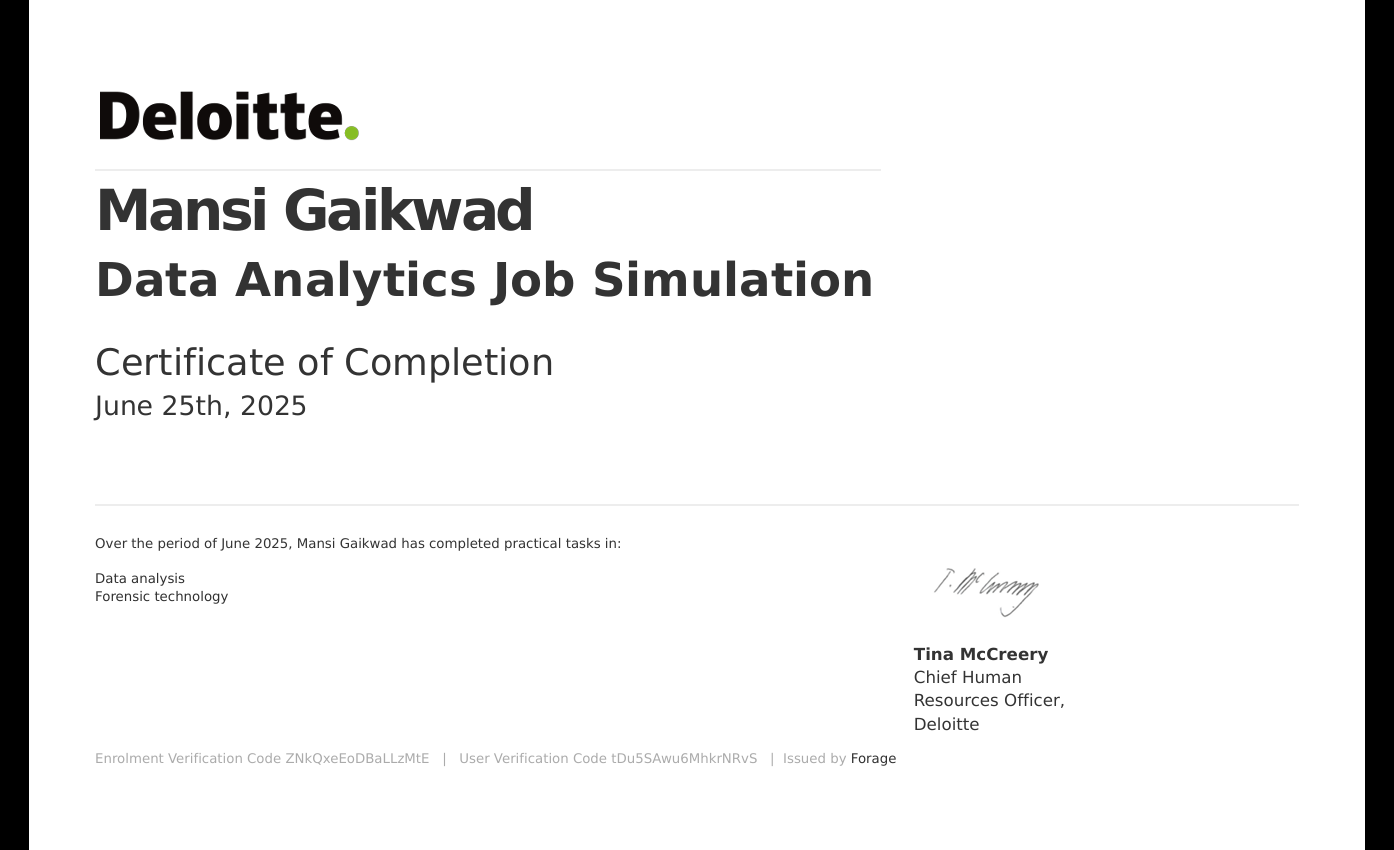 Deloitte.
Mansi Gaikwad
Data Analytics Job Simulation
Certificate of Completion
June 25th, 2025
Over the period of June 2025, Mansi Gaikwad has completed practical tasks in:
Data analysis
Forensic technology
T. McCreery
Tina McCreery
Chief Human
Resources Officer,
Deloitte
Enrolment Verification Code ZNkQxeEoDBaLLzMtE | User Verification Code tDu5SAwu6MhkrNRvS | Issued by Forage